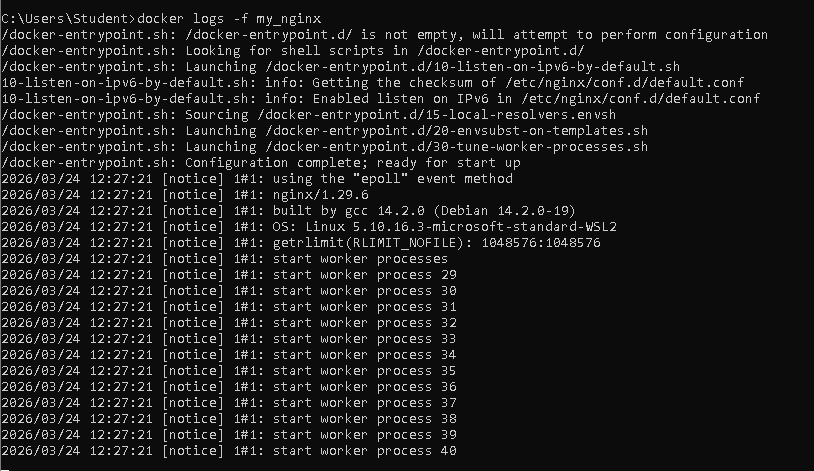 C:\Users\Student>docker logs -f my_nginx
/docker-entrypoint.sh: /docker-entrypoint.d/ is not empty, will attempt to perform configuration
/docker-entrypoint.sh: Looking for shell scripts in /docker-entrypoint.d/
/docker-entrypoint.sh: Launching /docker-entrypoint.d/10-listen-on-ipv6-by-default.sh
10-listen-on-ipv6-by-default.sh: info: Getting the checksum of /etc/nginx/conf.d/default.conf
10-listen-on-ipv6-by-default.sh: info: Enabled listen on IPv6 in /etc/nginx/conf.d/default.conf
/docker-entrypoint.sh: Sourcing /docker-entrypoint.d/15-local-resolvers.envsh
/docker-entrypoint.sh: Launching /docker-entrypoint.d/20-envsubst-on-templates.sh
/docker-entrypoint.sh: Launching /docker-entrypoint.d/30-tune-worker-processes.sh
/docker-entrypoint.sh: Configuration complete; ready for start up
2026/03/24 12:27:21 [notice] 1#1: using the "epoll" event method
2026/03/24 12:27:21 [notice] 1#1: nginx/1.29.6
2026/03/24 12:27:21 [notice] 1#1: built by gcc 14.2.0 (Debian 14.2.0-19)
2026/03/24 12:27:21 [notice] 1#1: OS: Linux 5.10.16.3-microsoft-standard-WSL2
2026/03/24 12:27:21 [notice] 1#1: getrlimit(RLIMIT_NOFILE): 1048576:1048576
2026/03/24 12:27:21 [notice] 1#1: start worker processes
2026/03/24 12:27:21 [notice] 1#1: start worker process 29
2026/03/24 12:27:21 [notice] 1#1: start worker process 30
2026/03/24 12:27:21 [notice] 1#1: start worker process 31
2026/03/24 12:27:21 [notice] 1#1: start worker process 32
2026/03/24 12:27:21 [notice] 1#1: start worker process 33
2026/03/24 12:27:21 [notice] 1#1: start worker process 34
2026/03/24 12:27:21 [notice] 1#1: start worker process 35
2026/03/24 12:27:21 [notice] 1#1: start worker process 36
2026/03/24 12:27:21 [notice] 1#1: start worker process 37
2026/03/24 12:27:21 [notice] 1#1: start worker process 38
2026/03/24 12:27:21 [notice] 1#1: start worker process 39
2026/03/24 12:27:21 [notice] 1#1: start worker process 40